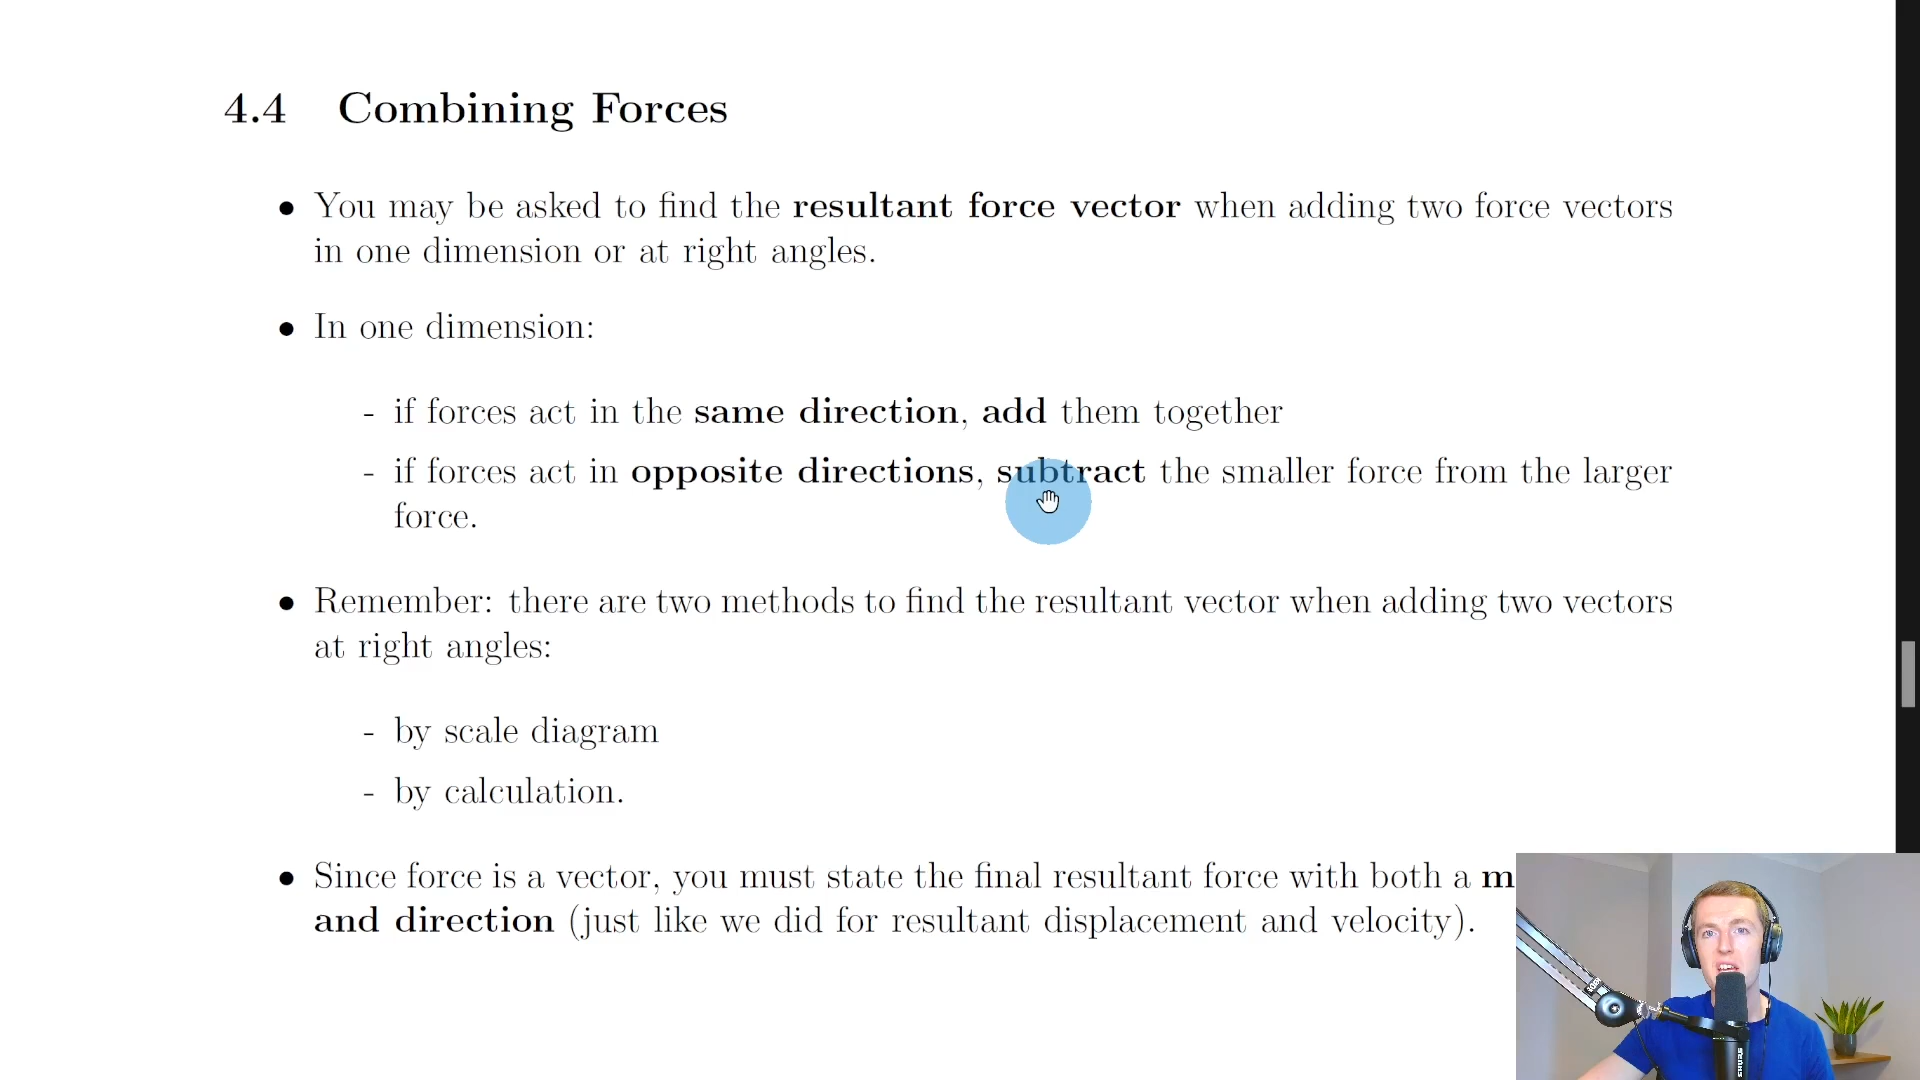 4.4 Combining Forces
• You may be asked to find the resultant force vector when adding two force vectors
in one dimension or at right angles.
• In one dimension:
- if forces act in the same direction, add them together
- if forces act in opposite directions, subtract the smaller force from the larger
force.
• Remember: there are two methods to find the resultant vector when adding two vectors
at right angles:
- by scale diagram
- by calculation.
• Since force is a vector, you must state the final resultant force with both a
and direction (just like we did for resultant displacement and velocity).